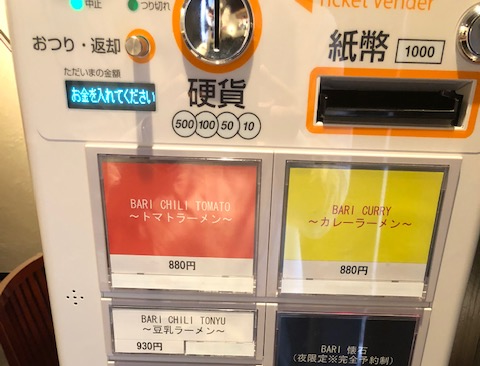 中止
つり切れ
Ticket Vender
おつり・返却
紙幣 1000
ただいまの金額
お金を入れてください
硬貨
500 100 50 10
BARI CHILI TOMATO
～トマトラーメン～
880円
BARI CURRY
～カレーラーメン～
880円
BARI CHILI TONYU
～豆乳ラーメン～
930円
BARI 懐石
(夜限定※完全予約制)